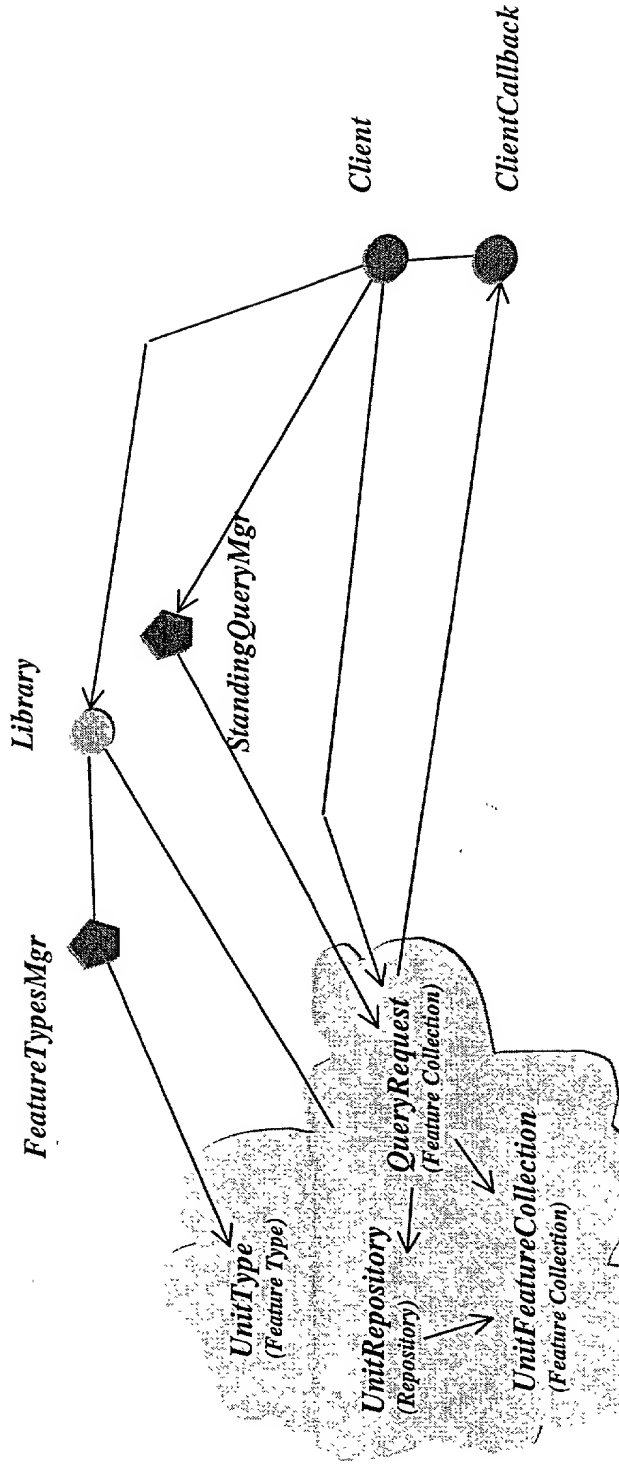 FeatureTypesMgr
Library
UnitType
(Feature Type)
StandingQueryMgr
UnitRepository
(Repository)
QueryRequest
(Feature Collection)
Client
UnitFeatureCollection
(Feature Collection)
ClientCallback